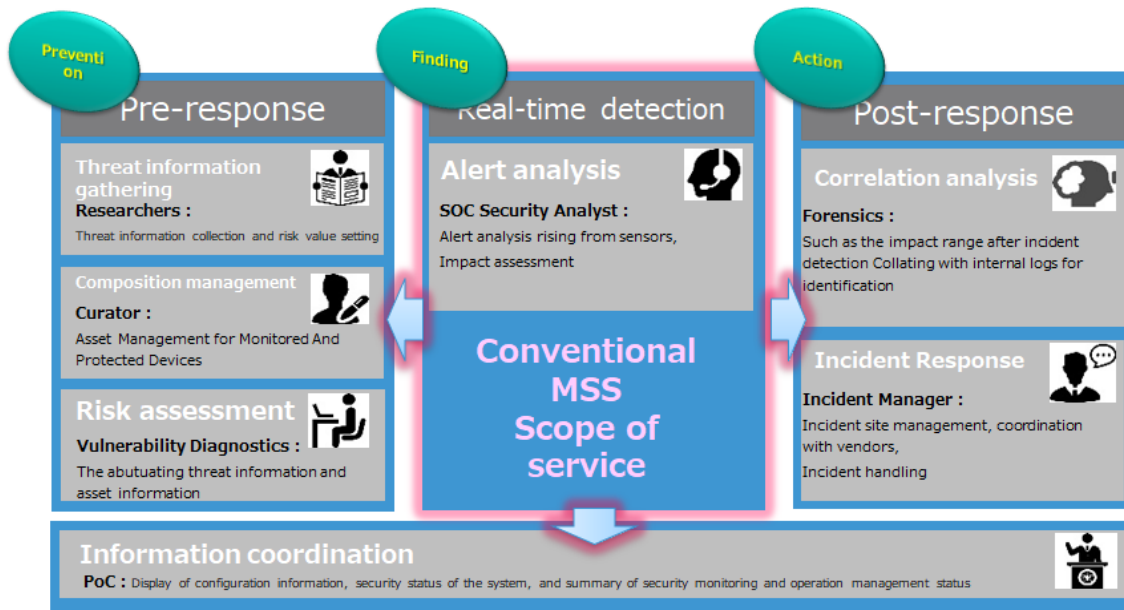 Preventi
on
Pre-response
Threat information
gathering
Researchers :
Threat information collection and risk value setting
Composition management
Curator :
Asset Management for Monitored And
Protected Devices
Risk assessment
Vulnerability Diagnostics :
The abutuating threat information and
asset information
Finding
Real-time detection
Alert analysis
SOC Security Analyst :
Alert analysis rising from sensors,
Impact assessment
Conventional
MSS
Scope of
service
Action
Post-response
Correlation analysis
Forensics :
Such as the impact range after incident
detection Collating with internal logs for
identification
Incident Response
Incident Manager :
Incident site management, coordination
with vendors,
Incident handling
Information coordination
PoC : Display of configuration information, security status of the system, and summary of security monitoring and operation management status